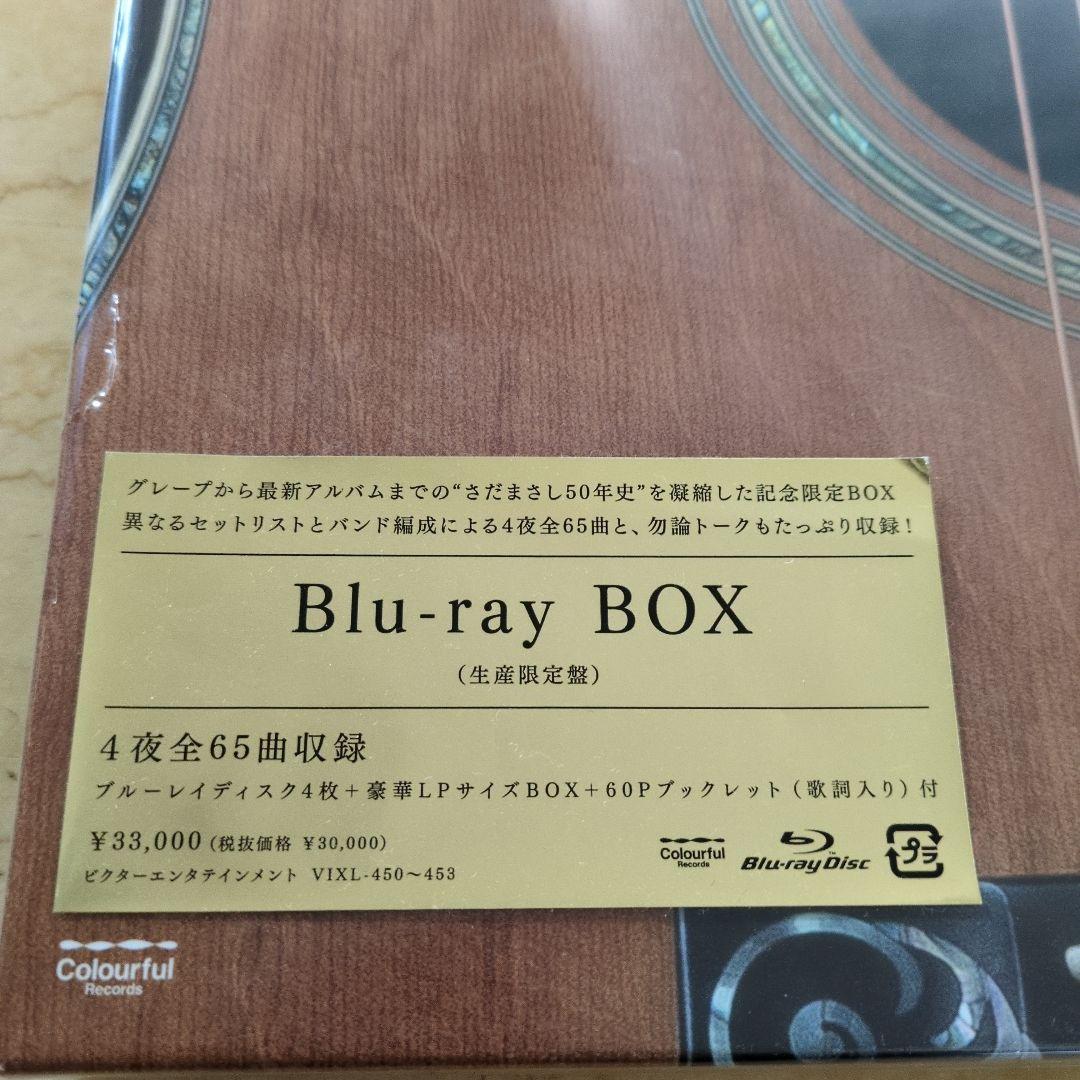 グレープから最新アルバムまでの“さだまさし50年史”を凝縮した記念限定BOX
異なるセットリストとバンド編成による4夜全65曲と、勿論トークもたっぷり収録!
Blu-ray BOX
(生産限定盤)
4夜全65曲収録
ブルーレイディスク4枚+豪華LPサイズBOX+60Pブックレット(歌詞入り)付
¥33,000(税抜価格 ¥30,000)
ビクターエンタテインメント VIXL-450〜453
Colourful
Records
Blu-ray Disc™
プラ
Colourful
Records